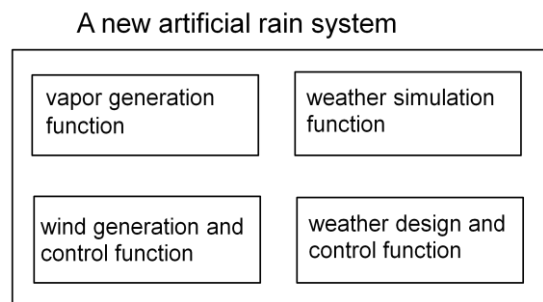 A new artificial rain system
vapor generation
function
weather simulation
function
wind generation and
control function
weather design and
control function